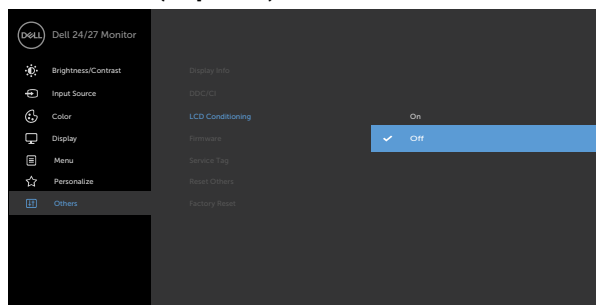 DELL
Dell 24/27 Monitor
Brightness/Contrast
Input Source
Color
Display
Menu
Personalize
Others
Display Info
DDC/CI
LCD Conditioning
Firmware
Service Tag
Reset Others
Factory Reset
On
Off